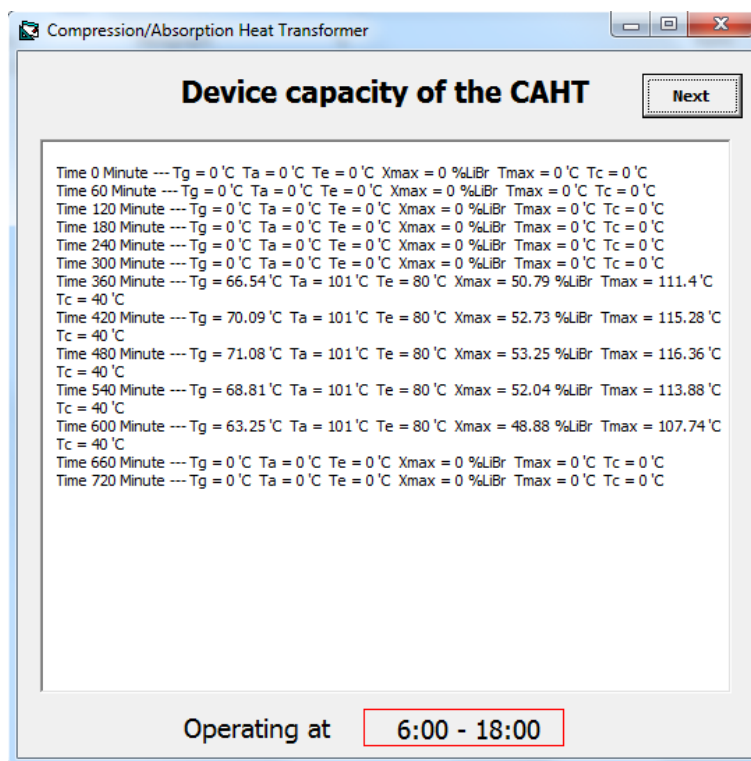 Compression/Absorption Heat Transformer
Device capacity of the CAHT
Next
Time 0 Minute --- Tg = 0 'C Ta = 0 'C Te = 0 'C Xmax = 0 %LiBr Tmax = 0 'C Tc = 0 'C
Time 60 Minute --- Tg = 0 'C Ta = 0 'C Te = 0 'C Xmax = 0 %LiBr Tmax = 0 'C Tc = 0 'C
Time 120 Minute --- Tg = 0 'C Ta = 0 'C Te = 0 'C Xmax = 0 %LiBr Tmax = 0 'C Tc = 0 'C
Time 180 Minute --- Tg = 0 'C Ta = 0 'C Te = 0 'C Xmax = 0 %LiBr Tmax = 0 'C Tc = 0 'C
Time 240 Minute --- Tg = 0 'C Ta = 0 'C Te = 0 'C Xmax = 0 %LiBr Tmax = 0 'C Tc = 0 'C
Time 300 Minute --- Tg = 0 'C Ta = 0 'C Te = 0 'C Xmax = 0 %LiBr Tmax = 0 'C Tc = 0 'C
Time 360 Minute --- Tg = 66.54 'C Ta = 101 'C Te = 80 'C Xmax = 50.79 %LiBr Tmax = 111.4 'C
Tc = 40 'C
Time 420 Minute --- Tg = 70.09 'C Ta = 101 'C Te = 80 'C Xmax = 52.73 %LiBr Tmax = 115.28 'C
Tc = 40 'C
Time 480 Minute --- Tg = 71.08 'C Ta = 101 'C Te = 80 'C Xmax = 53.25 %LiBr Tmax = 116.36 'C
Tc = 40 'C
Time 540 Minute --- Tg = 68.81 'C Ta = 101 'C Te = 80 'C Xmax = 52.04 %LiBr Tmax = 113.88 'C
Tc = 40 'C
Time 600 Minute --- Tg = 63.25 'C Ta = 101 'C Te = 80 'C Xmax = 48.88 %LiBr Tmax = 107.74 'C
Tc = 40 'C
Time 660 Minute --- Tg = 0 'C Ta = 0 'C Te = 0 'C Xmax = 0 %LiBr Tmax = 0 'C Tc = 0 'C
Time 720 Minute --- Tg = 0 'C Ta = 0 'C Te = 0 'C Xmax = 0 %LiBr Tmax = 0 'C Tc = 0 'C
Operating at 6:00 - 18:00